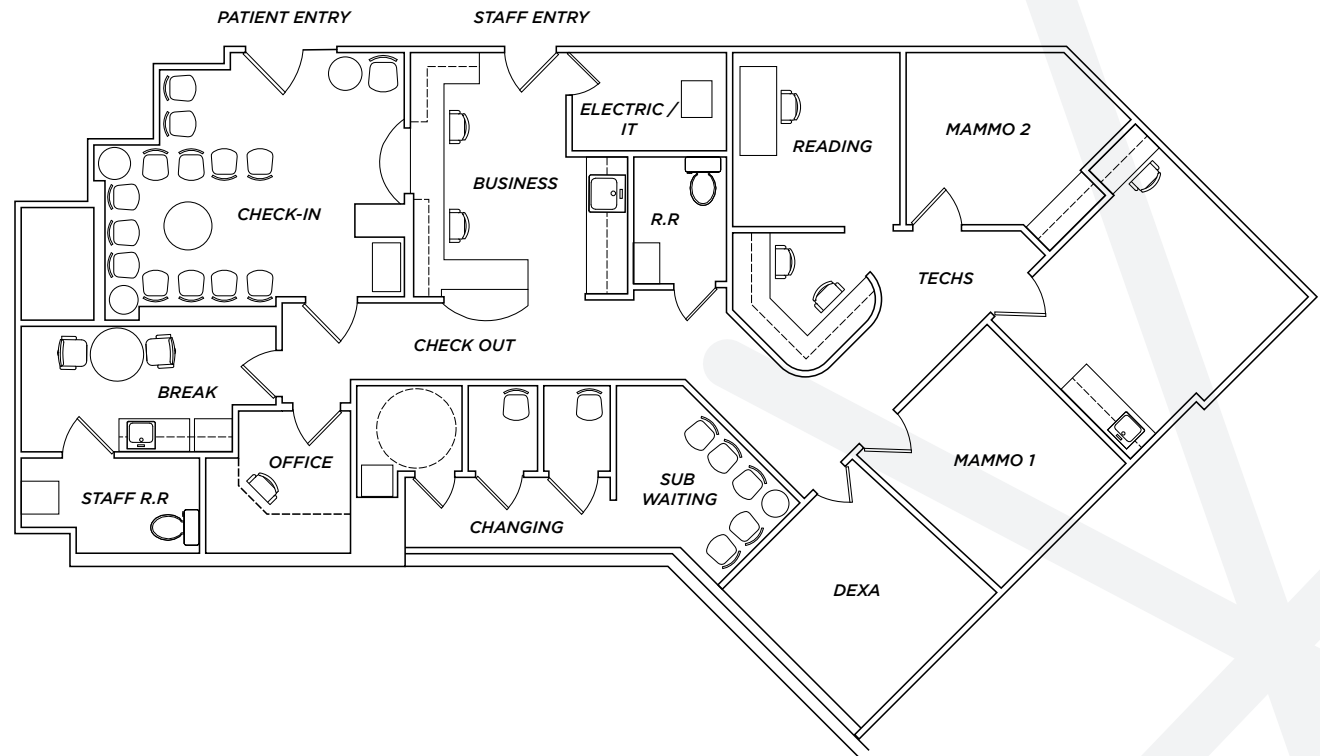 PATIENT ENTRY
STAFF ENTRY
ELECTRIC /
IT
READING
MAMMO 2
BUSINESS
R.R
CHECK-IN
TECHS
CHECK OUT
BREAK
OFFICE
SUB
WAITING
MAMMO 1
STAFF R.R
CHANGING
DEXA